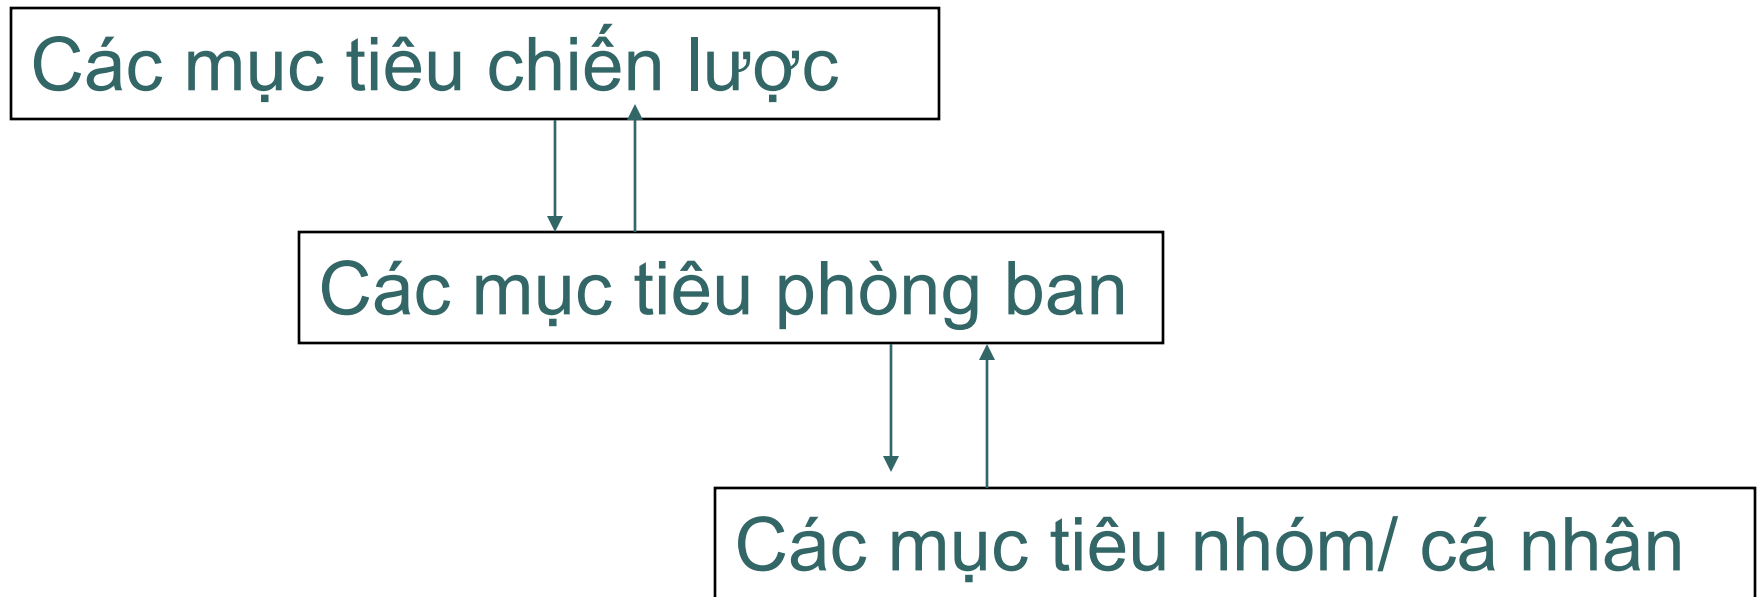 Các mục tiêu chiến lược
Các mục tiêu phòng ban
Các mục tiêu nhóm/ cá nhân